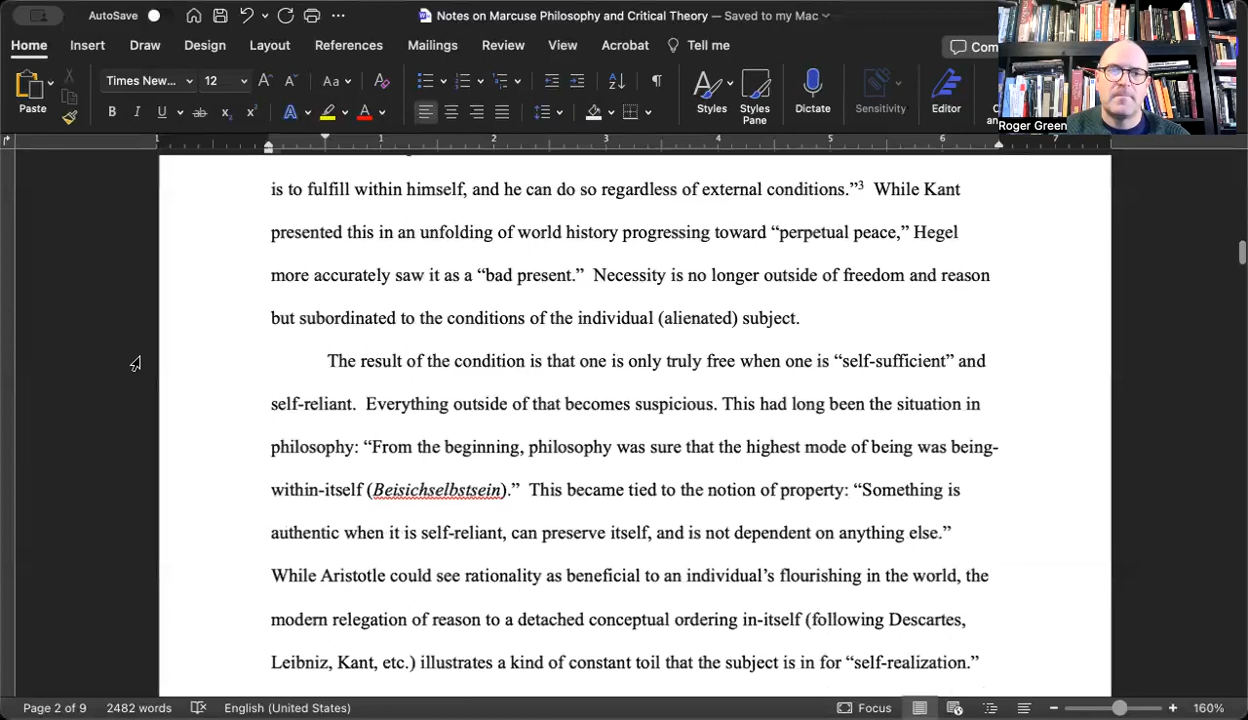 AutoSave
Notes on Marcuse Philosophy and Critical Theory — Saved to my Mac
Home Insert Draw Design Layout References Mailings Review View Acrobat Tell me
Times New... 12 Aa
Paste
Styles
Styles Pane
Dictate
Sensitivity
Editor
Roger Green
1 1 2 3 4 5 6 7
is to fulfill within himself, and he can do so regardless of external conditions.”3 While Kant
presented this in an unfolding of world history progressing toward “perpetual peace,” Hegel
more accurately saw it as a “bad present.” Necessity is no longer outside of freedom and reason
but subordinated to the conditions of the individual (alienated) subject.
The result of the condition is that one is only truly free when one is “self-sufficient” and
self-reliant. Everything outside of that becomes suspicious. This had long been the situation in
philosophy: “From the beginning, philosophy was sure that the highest mode of being was being-
within-itself (Beisichselbstsein).” This became tied to the notion of property: “Something is
authentic when it is self-reliant, can preserve itself, and is not dependent on anything else.”
While Aristotle could see rationality as beneficial to an individual’s flourishing in the world, the
modern relegation of reason to a detached conceptual ordering in-itself (following Descartes,
Leibniz, Kant, etc.) illustrates a kind of constant toil that the subject is in for “self-realization.”
Page 2 of 9 2482 words English (United States) Focus 160%